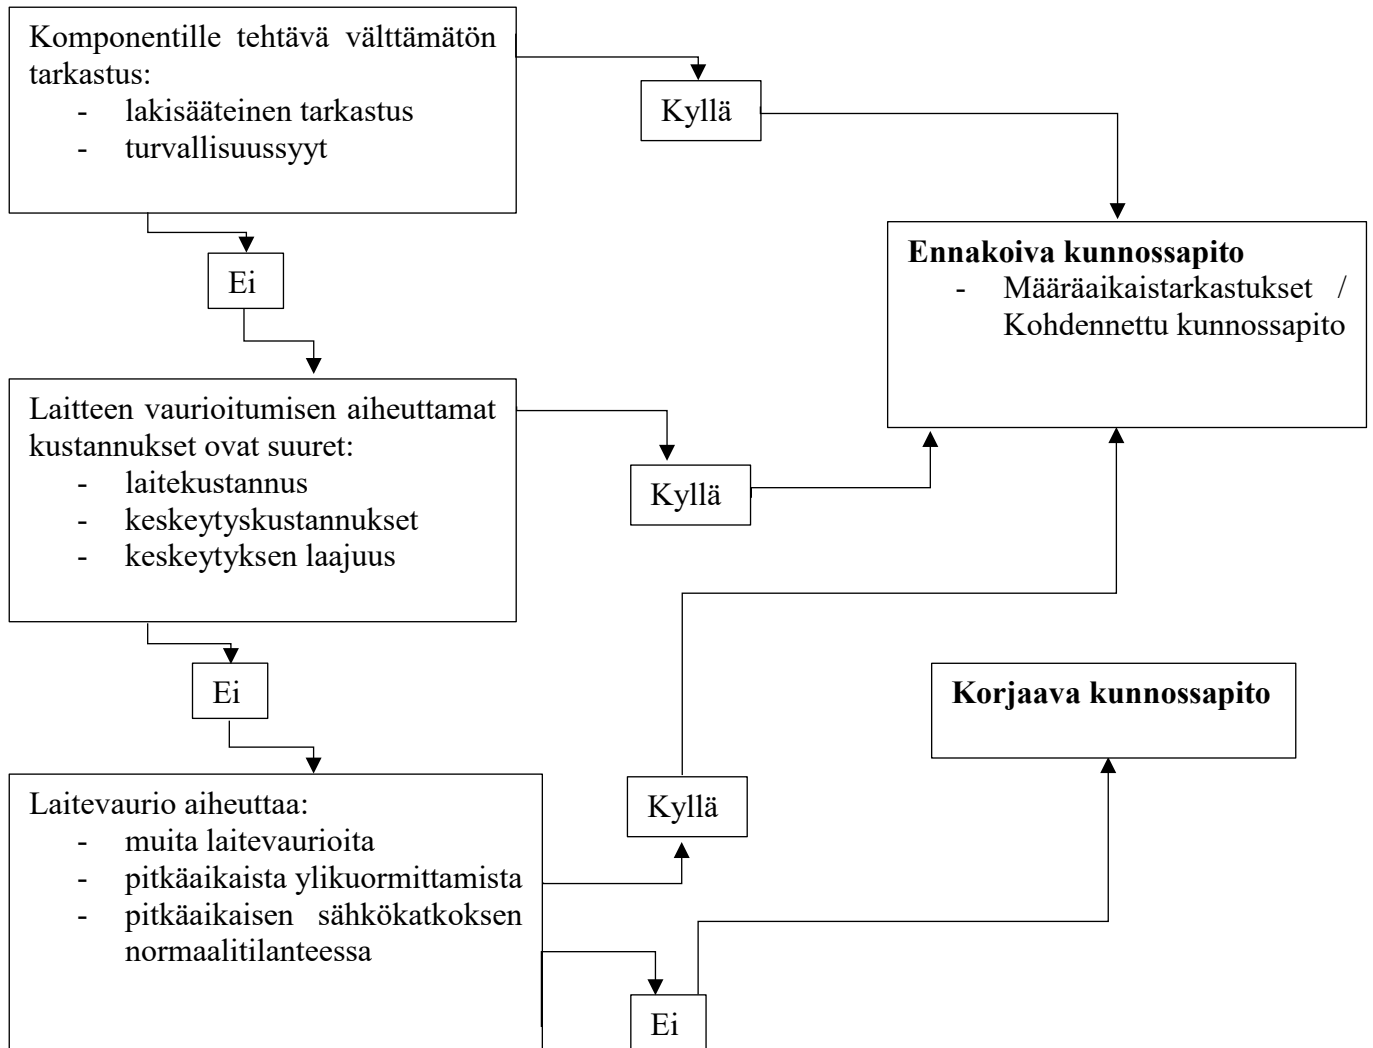 Komponentille tehtävä välttämätön
tarkastus:
- lakisääteinen tarkastus
- turvallisuussyyt
Kyllä
Ei
Ennakoiva kunnossapito
- Määräaikaistarkastukset /
Kohdennettu kunnossapito
Laitteen vaurioitumisen aiheuttamat
kustannukset ovat suuret:
- laitekustannus
- keskeytyskustannukset
- keskeytyksen laajuus
Kyllä
Ei
Korjaava kunnossapito
Laitevaurio aiheuttaa:
- muita laitevaurioita
- pitkäaikaista ylikuormittamista
- pitkäaikaisen sähkökatkoksen
normaalitilanteessa
Kyllä
Ei